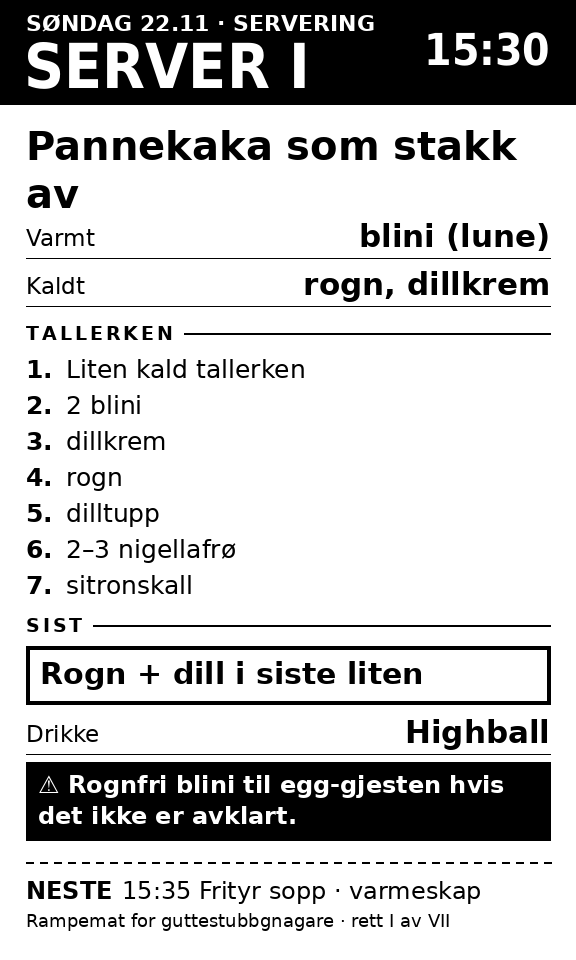 SØNDAG 22.11 · SERVERING
SERVER I
15:30
Pannekaka som stakk
av
Varmt blini (lune)
Kaldt rogn, dillkrem
TALLERKEN
1. Liten kald tallerken
2. 2 blini
3. dillkrem
4. rogn
5. dilltupp
6. 2–3 nigellafrø
7. sitronskall
SIST
Rogn + dill i siste liten
Drikke Highball
⚠ Rognfri blini til egg-gjesten hvis
det ikke er avklart.
NESTE 15:35 Frityr sopp · varmeskap
Rampemat for guttestubbgnagare · rett I av VII